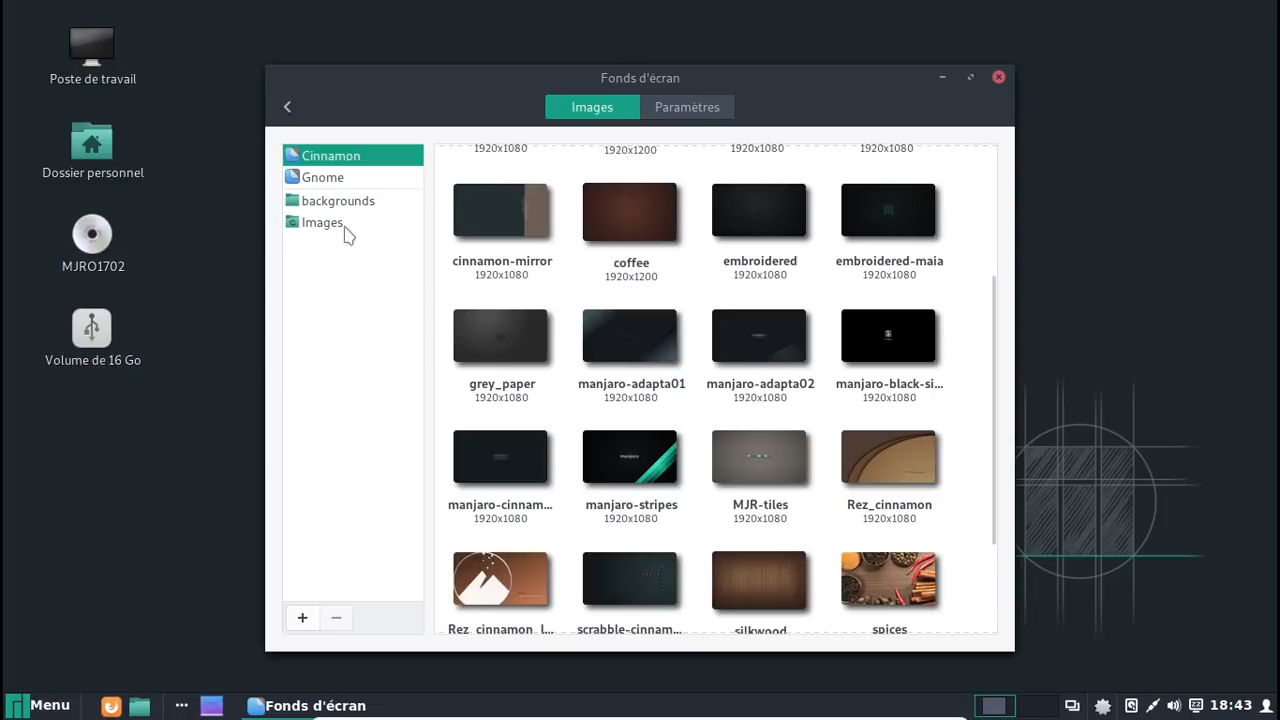 Poste de travail
Dossier personnel
MJRO1702
Volume de 16 Go
Fonds d'écran
Images
Paramètres
Cinnamon
Gnome
backgrounds
Images
1920x1080
1920x1200
1920x1080
1920x1080
cinnamon-mirror
1920x1080
coffee
1920x1200
embroidered
1920x1080
embroidered-maia
1920x1080
grey_paper
1920x1080
manjaro-adapta01
1920x1080
manjaro-adapta02
1920x1080
manjaro-black-si...
1920x1080
manjaro-cinnam...
1920x1080
manjaro-stripes
1920x1080
MJR-tiles
1920x1080
Rez_cinnamon
1920x1080
Rez_cinnamon_l...
scrabble-cinnam...
silkwood
spices
Menu
Fonds d'écran
18:43